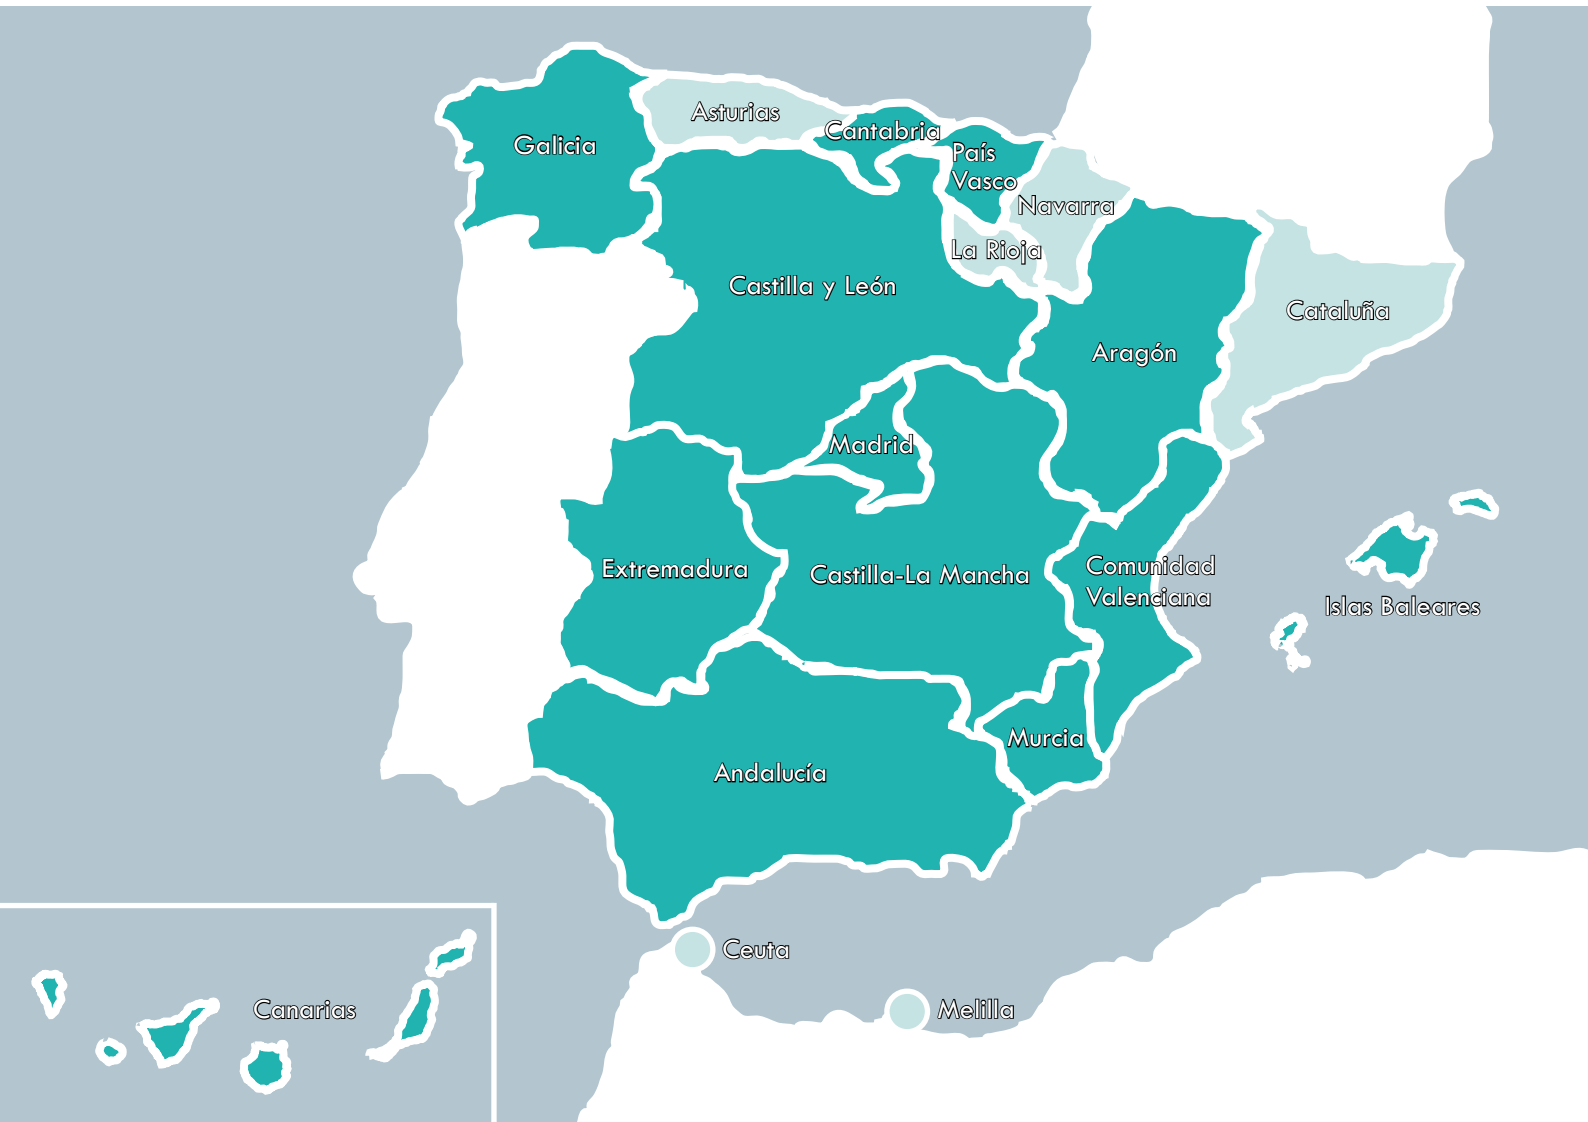 Asturias
Cantabria
Galicia
País
Vasco
Navarra
La Rioja
Castilla y León
Cataluña
Aragón
Madrid
Extremadura
Castilla-La Mancha
Comunidad
Valenciana
Islas Baleares
Murcia
Andalucía
Ceuta
Canarias
Melilla